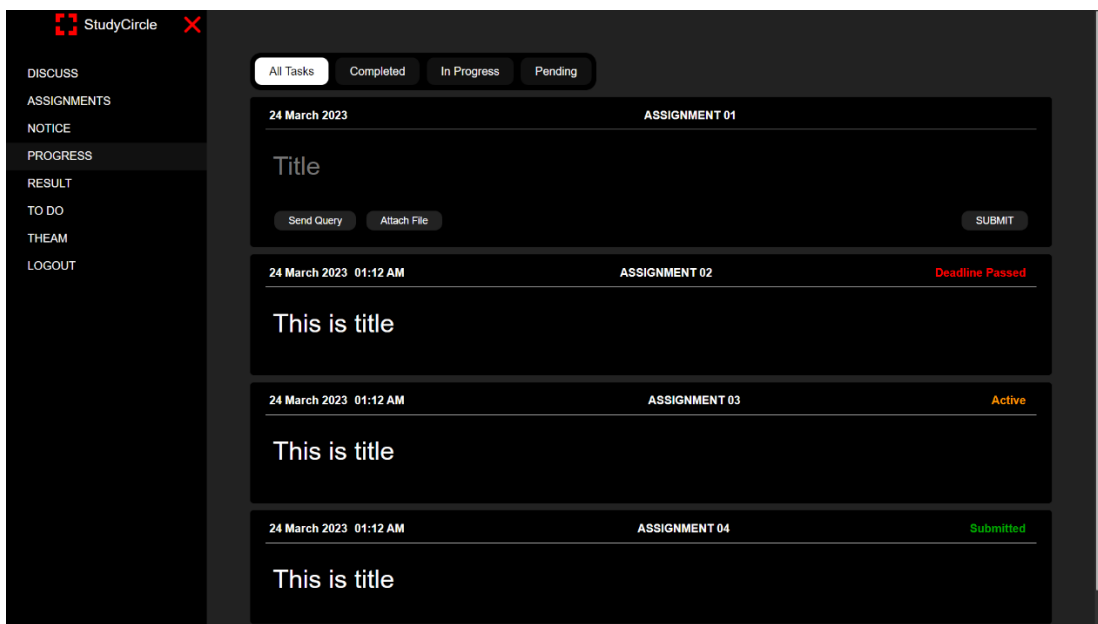 StudyCircle
DISCUSS
ASSIGNMENTS
NOTICE
PROGRESS
RESULT
TO DO
THEAM
LOGOUT
All Tasks Completed In Progress Pending
24 March 2023 ASSIGNMENT 01
Title
Send Query Attach File SUBMIT
24 March 2023 01:12 AM ASSIGNMENT 02 Deadline Passed
This is title
24 March 2023 01:12 AM ASSIGNMENT 03 Active
This is title
24 March 2023 01:12 AM ASSIGNMENT 04 Submitted
This is title